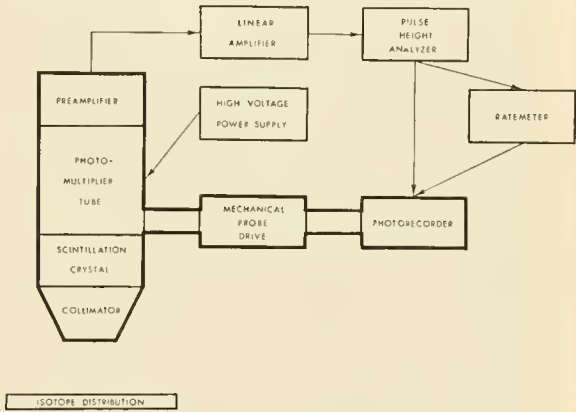 LINEAR
AMPLIFIER
PULSE
HEIGHT
ANALYZER
PREAMPLIFIER
HIGH VOLTAGE
POWER SUPPLY
RATEMETER
PHOTO-
MULTIPLIER
TUBE
MECHANICAL
PROBE
DRIVE
PHOTORECORDER
SCINTILLATION
CRYSTAL
COLLIMATOR
ISOTOPE DISTRIBUTION